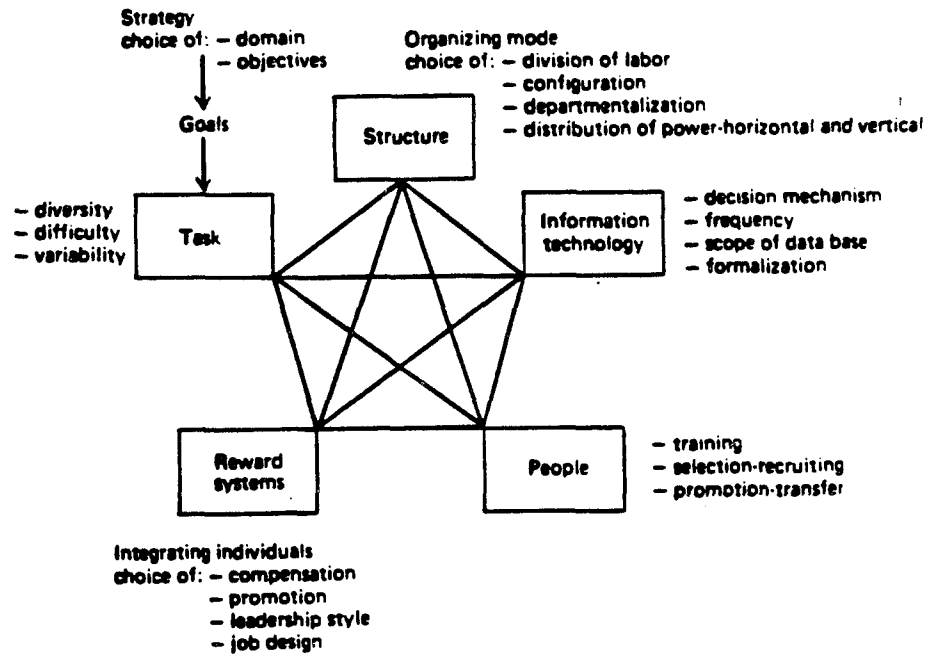 Strategy
choice of: – domain
– objectives
Goals
Organizing mode
choice of: – division of labor
– configuration
– departmentalization
– distribution of power-horizontal and vertical
Structure
– diversity
– difficulty
– variability
Task
Information
technology
– decision mechanism
– frequency
– scope of data base
– formalization
Reward
systems
People
– training
– selection-recruiting
– promotion-transfer
Integrating individuals
choice of: – compensation
– promotion
– leadership style
– job design